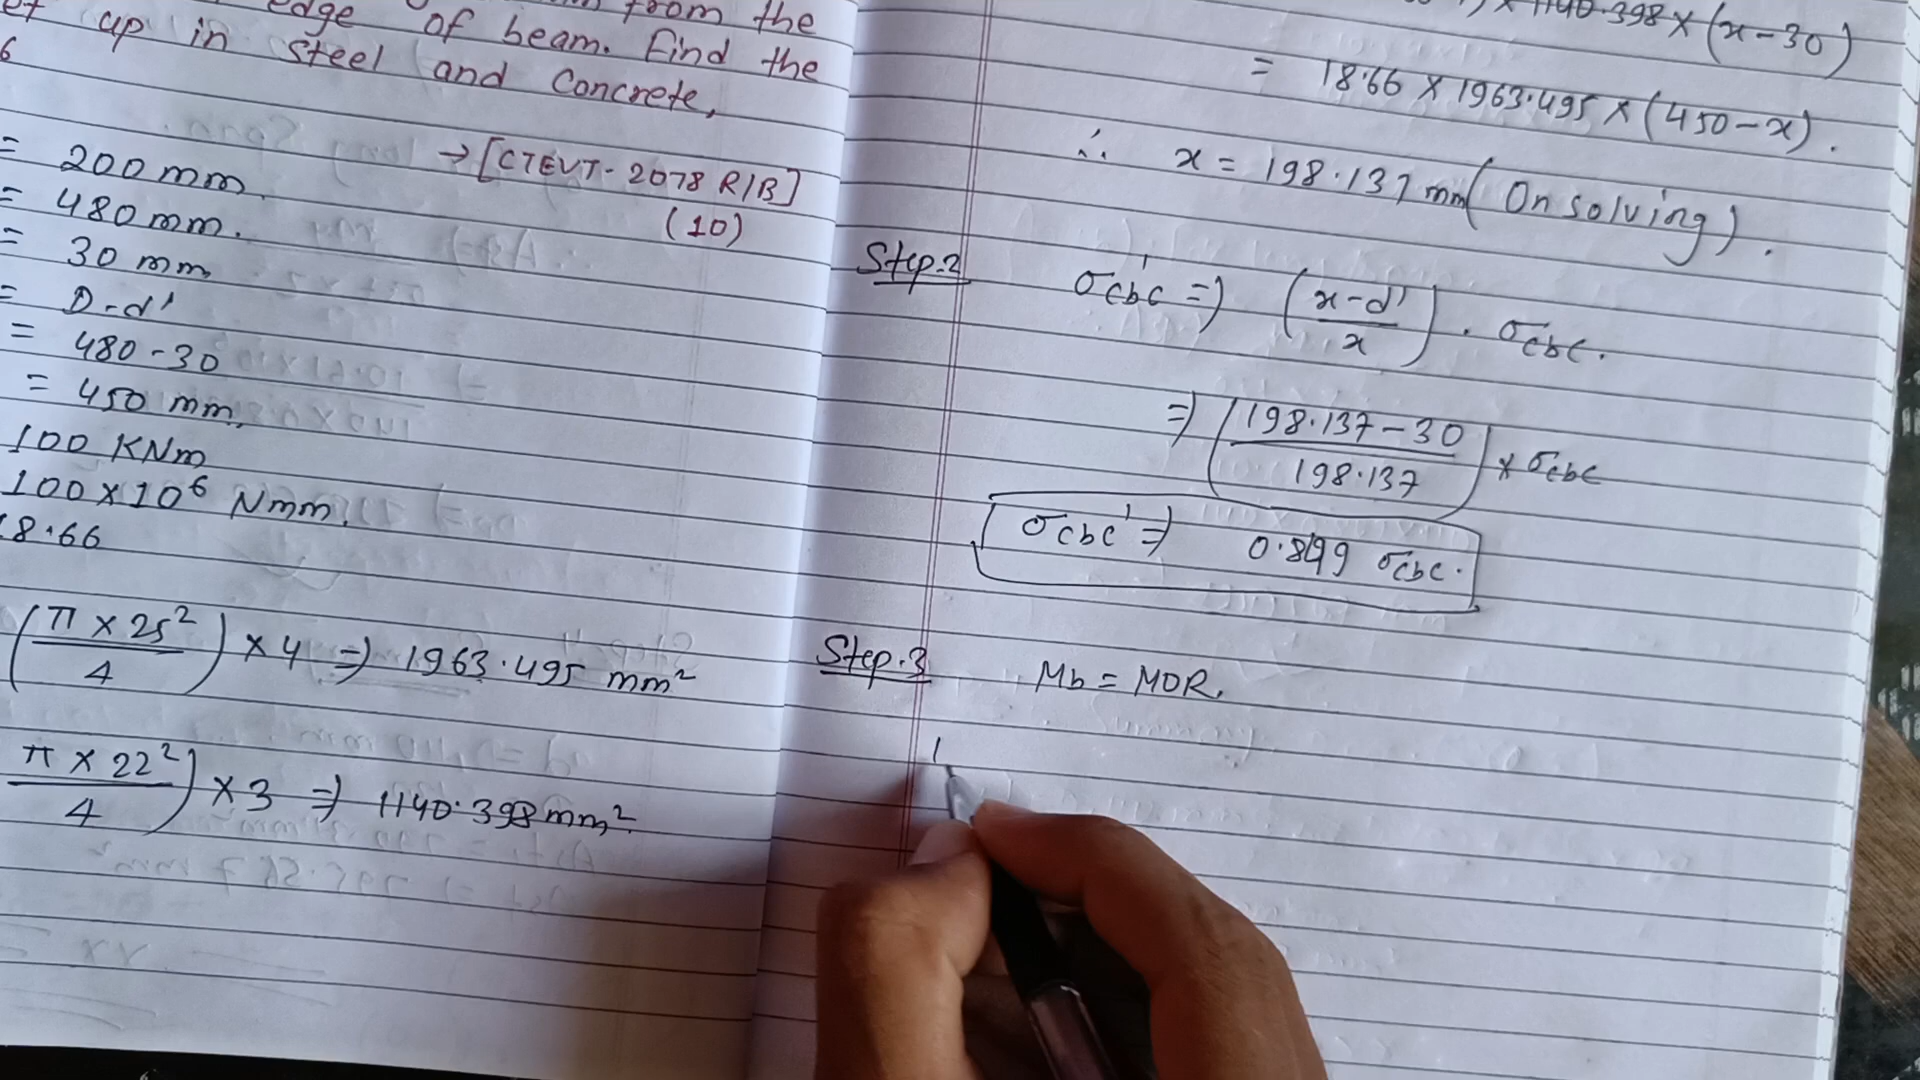 edge of beam. Find the
up in steel and concrete,
→ [CTEVT-2078 R/B]
(10)
= 200 mm.
= 480 mm.
= 30 mm
= D-d'
= 480-30
= 450 mm.
100 KNm
100×10⁶ Nmm.
8.66
(π × 25² / 4) × 4 ⇒ 1963.495 mm²
π × 22² / 4) × 3 ⇒ 1140.398 mm²
× 1140.398 × (x-30)
= 18.66 × 1963.495 × (450-x).
∴ x = 198.137 mm (On solving).
Step-2 σcbc' ⇒ (x-d' / x) . σcbc.
⇒ (198.137-30 / 198.137) × σcbc
σcbc' ⇒ 0.849 σcbc.
Step-3 Mb = MOR.